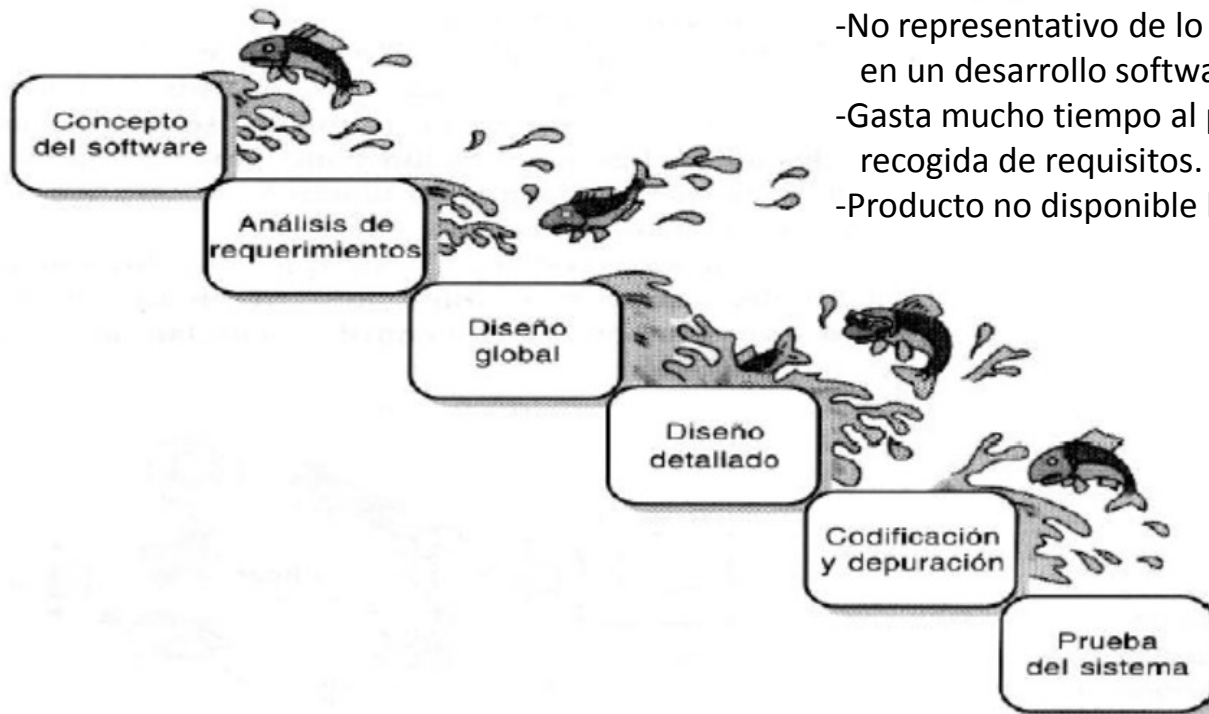 -No representativo de lo
en un desarrollo softwa
-Gasta mucho tiempo al p
recogida de requisitos.
-Producto no disponible
Concepto
del software
Análisis de
requerimientos
Diseño
global
Diseño
detallado
Codificación
y depuración
Prueba
del sistema